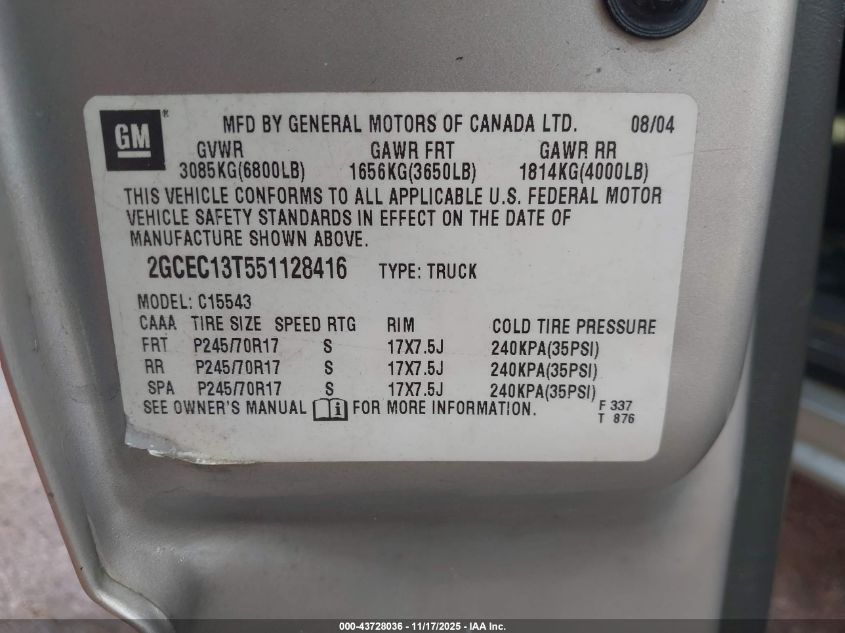 GM ®
MFD BY GENERAL MOTORS OF CANADA LTD. 08/04
GVWR GAWR FRT GAWR RR
3085KG(6800LB) 1656KG(3650LB) 1814KG(4000LB)
THIS VEHICLE CONFORMS TO ALL APPLICABLE U.S. FEDERAL MOTOR
VEHICLE SAFETY STANDARDS IN EFFECT ON THE DATE OF
MANUFACTURE SHOWN ABOVE.
2GCEC13T551128416 TYPE: TRUCK
MODEL: C15543
CAAA TIRE SIZE SPEED RTG RIM COLD TIRE PRESSURE
FRT P245/70R17 S 17X7.5J 240KPA(35PSI)
RR P245/70R17 S 17X7.5J 240KPA(35PSI)
SPA P245/70R17 S 17X7.5J 240KPA(35PSI)
SEE OWNER'S MANUAL i FOR MORE INFORMATION.
F 337
T 876
000-43728036 - 11/17/2025 - IAA Inc.